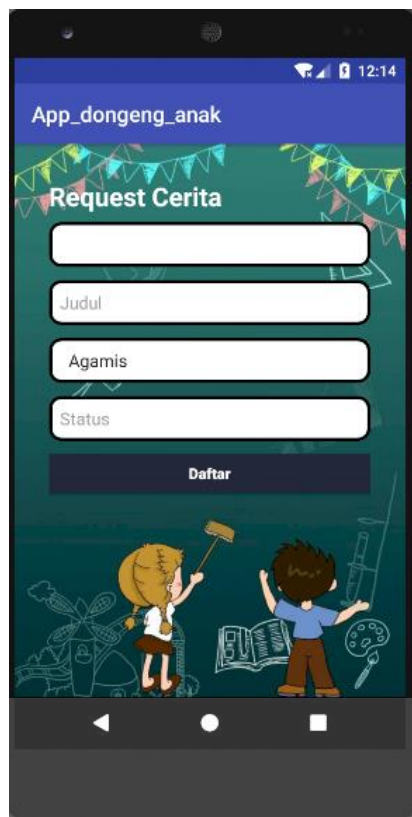 12:14
App_dongeng_anak
Request Cerita
Judul
Agamis
Status
Daftar